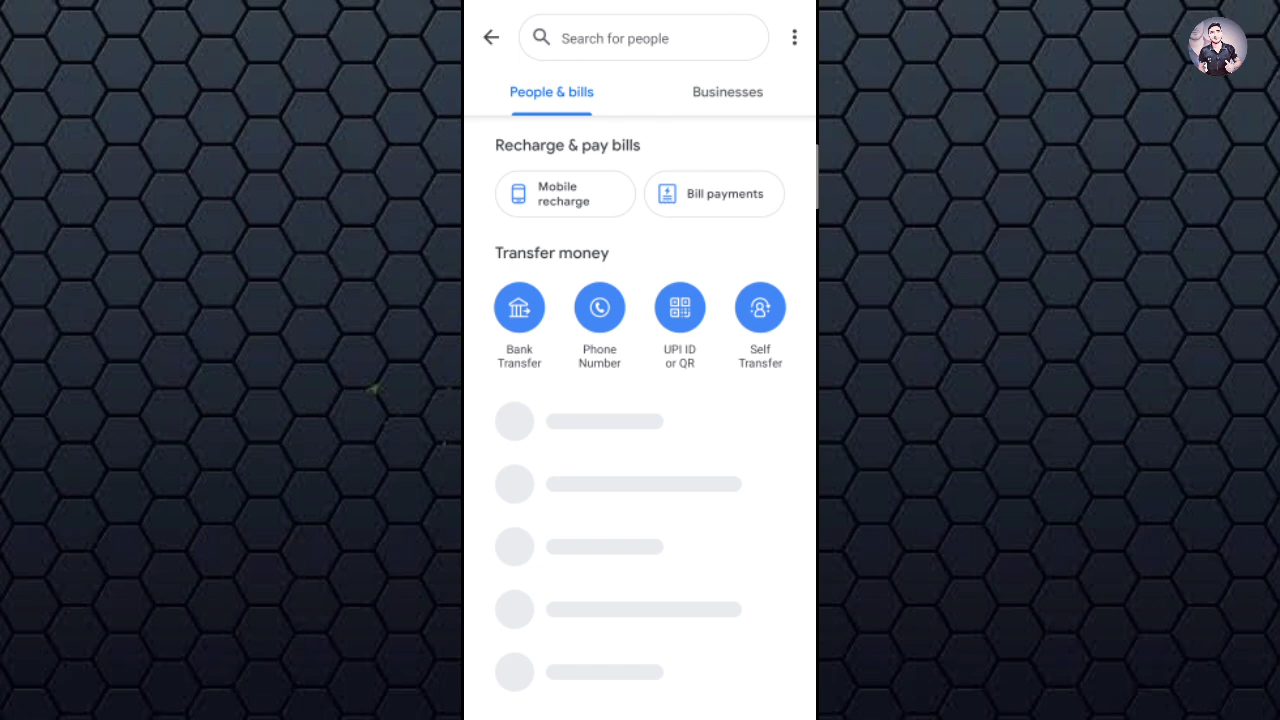 Search for people
People & bills
Businesses
Recharge & pay bills
Mobile
recharge
Bill payments
Transfer money
Bank
Transfer
Phone
Number
UPI ID
or QR
Self
Transfer